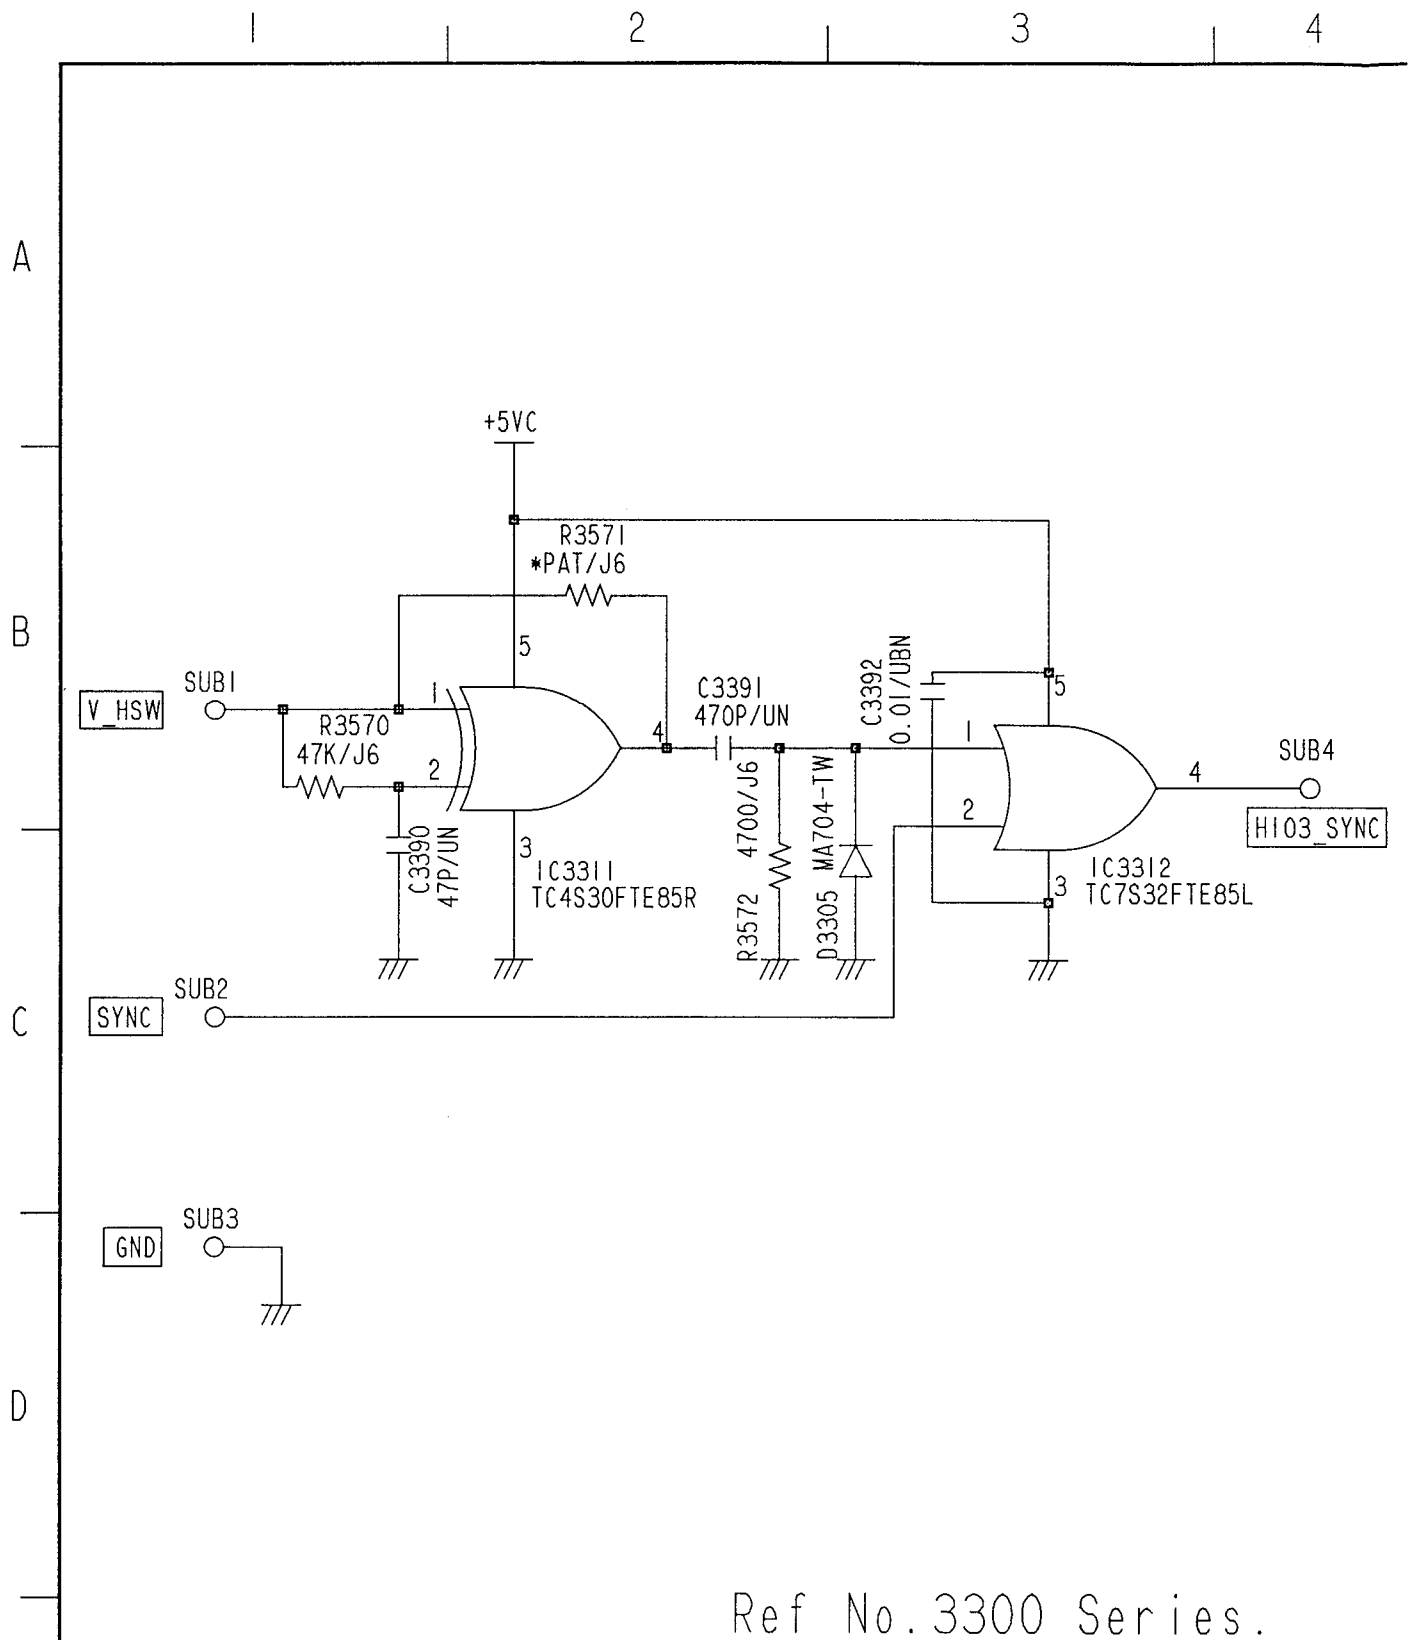 1 2 3 4
A
+5VC
R3571
*PAT/J6
B
5
SUB1
V_HSW
1
R3570
47K/J6
2
C3390
47P/UN
3
IC3311
TC4S30FTE85R
4
C3391
470P/UN
R3572 4700/J6
D3305 MA704-TW
C3392
0.01/UBN
5
1
2
3
4
SUB4
HIO3_SYNC
IC3312
TC7S32FTE85L
C
SUB2
SYNC
SUB3
GND
D
Ref No.3300 Series.